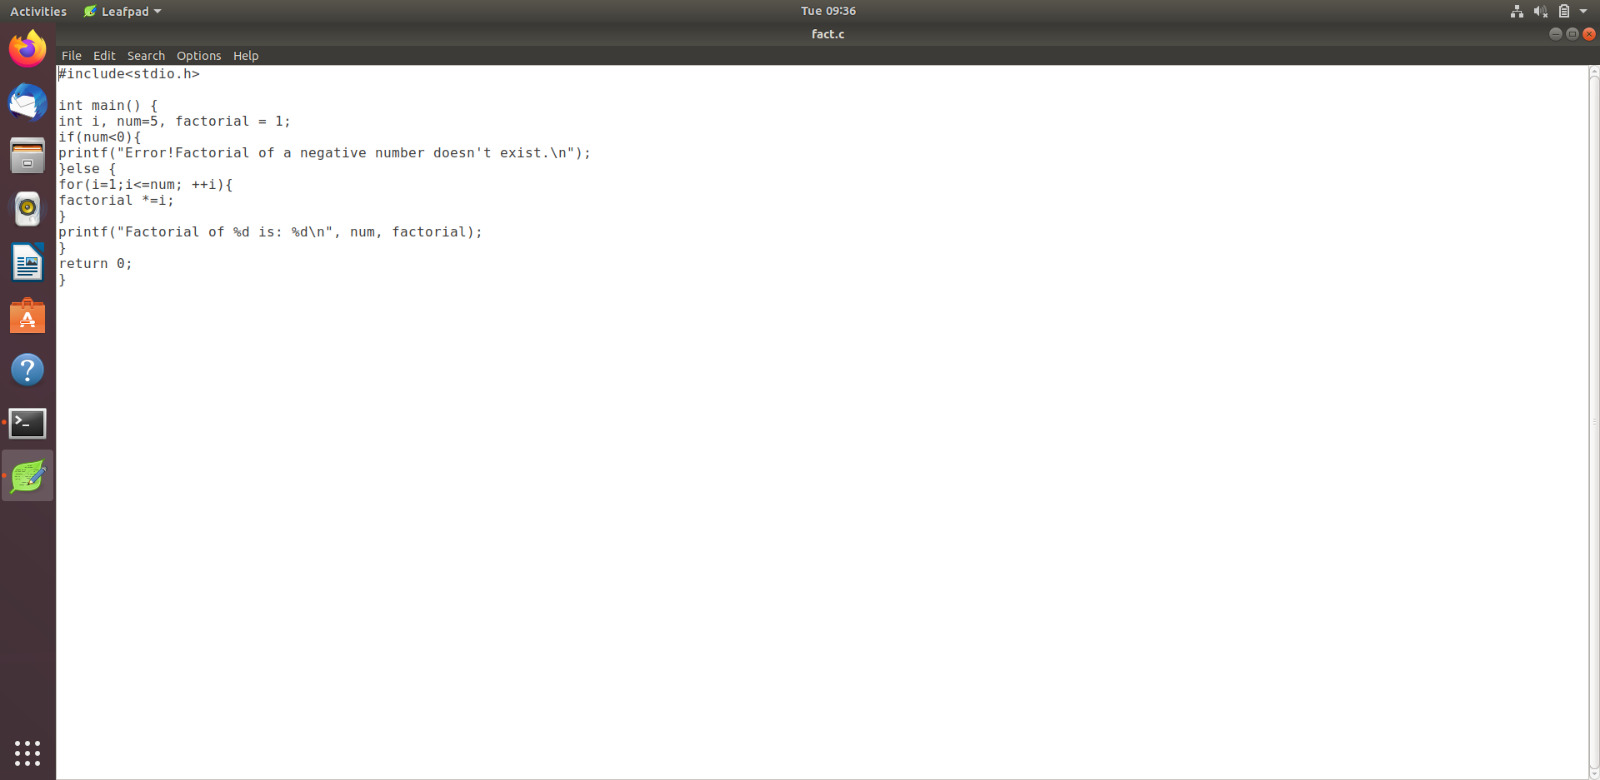 Activities Leafpad Tue 09:36
fact.c
File Edit Search Options Help
#include<stdio.h>
int main() {
int i, num=5, factorial = 1;
if(num<0){
printf("Error!Factorial of a negative number doesn't exist.\n");
}else {
for(i=1;i<=num; ++i){
factorial *=i;
}
printf("Factorial of %d is: %d\n", num, factorial);
}
return 0;
}